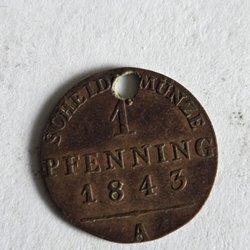 SCHEIDE MÜNZE
1
PFENNING
1843
A